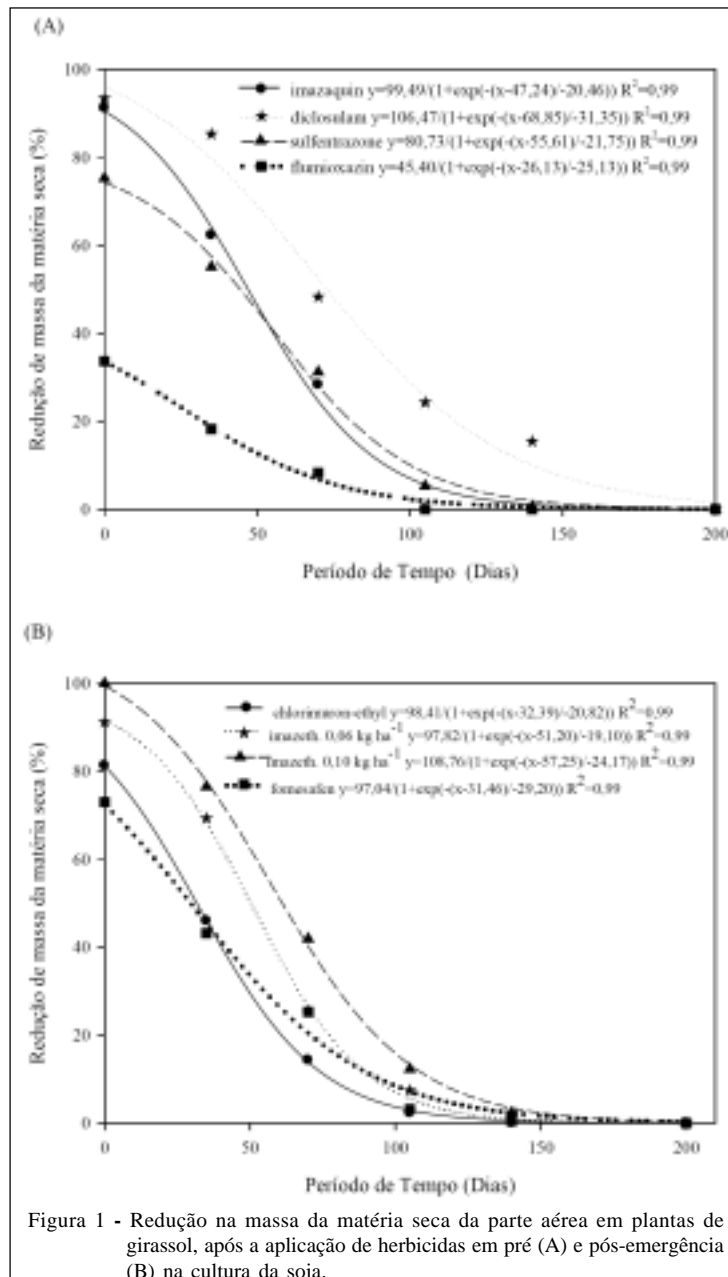 (A)
100
80
60
40
20
0
Redução de massa da matéria seca (%)
imazaquin y=99,49/(1+exp(-(x-47,24)/-20,46)) R²=0,99
diclosulam y=106,47/(1+exp(-(x-68,85)/-31,35)) R²=0,99
sulfentrazone y=80,73/(1+exp(-(x-55,61)/-21,75)) R²=0,99
flumioxazin y=45,40/(1+exp(-(x-26,13)/-25,13)) R²=0,99
0 50 100 150 200
Período de Tempo (Dias)
(B)
100
80
60
40
20
0
Redução de massa da matéria seca (%)
chlorimuron-ethyl y=98,41/(1+exp(-(x-32,39)/-20,82)) R²=0,99
imazeth. 0,06 kg ha⁻¹ y=97,82/(1+exp(-(x-51,20)/-19,10)) R²=0,99
Imazeth. 0,10 kg ha⁻¹ y=108,76/(1+exp(-(x-57,25)/-24,17)) R²=0,99
fomesafen y=97,04/(1+exp(-(x-31,46)/-29,20)) R²=0,99
0 50 100 150 200
Período de Tempo (Dias)
Figura 1 - Redução na massa da matéria seca da parte aérea em plantas de
girassol, após a aplicação de herbicidas em pré (A) e pós-emergência
(B) na cultura da soja.